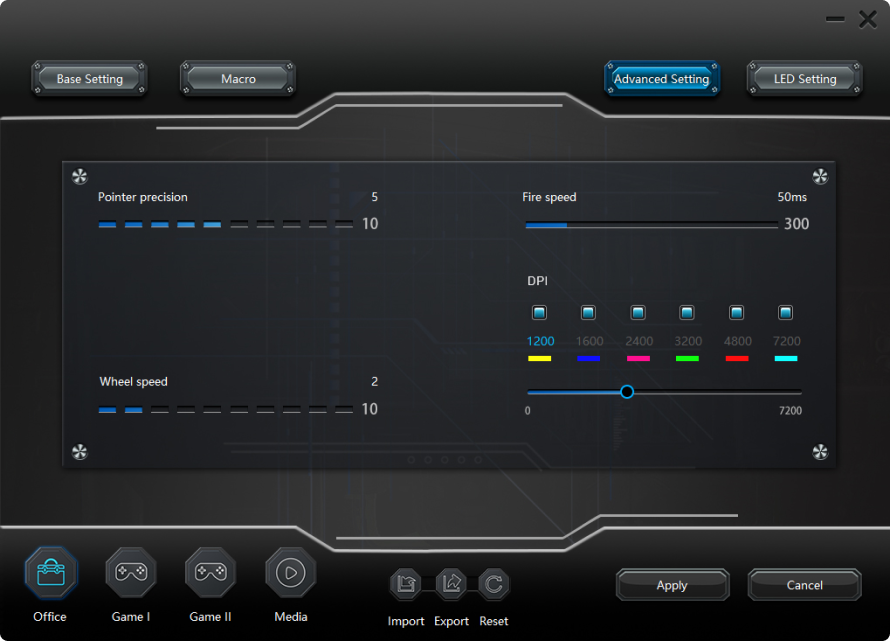 Base Setting
Macro
Advanced Setting
LED Setting
Pointer precision 5
10
Fire speed 50ms
300
DPI
1200 1600 2400 3200 4800 7200
0 7200
Wheel speed 2
10
Office
Game I
Game II
Media
Import
Export
Reset
Apply
Cancel